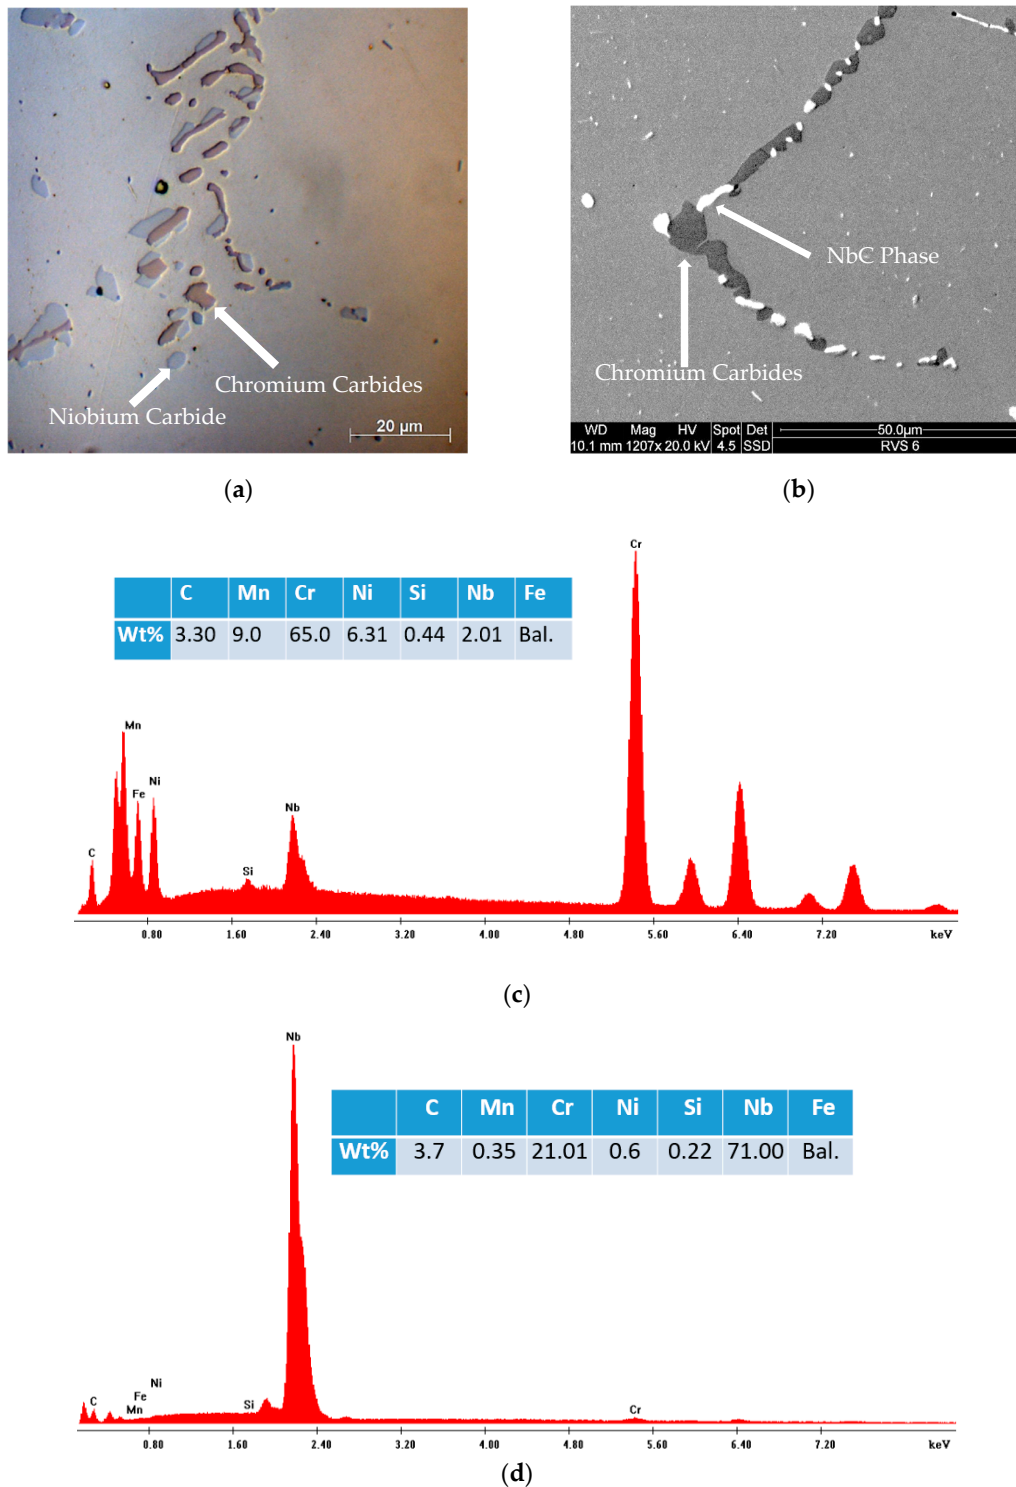 Chromium Carbides
Niobium Carbide
20 µm
(a)
NbC Phase
Chromium Carbides
WD Mag HV Spot Det 50.0µm
10.1 mm 1207x 20.0 kV 4.5 SSD RVS 6
(b)
Cr
C Mn Cr Ni Si Nb Fe
Wt% 3.30 9.0 65.0 6.31 0.44 2.01 Bal.
Mn
Ni
Fe
Nb
C
Si
0.80 1.60 2.40 3.20 4.00 4.80 5.60 6.40 7.20 keV
(c)
Nb
C Mn Cr Ni Si Nb Fe
Wt% 3.7 0.35 21.01 0.6 0.22 71.00 Bal.
Ni
Fe
C
Mn
Si
Cr
0.80 1.60 2.40 3.20 4.00 4.80 5.60 6.40 7.20 keV
(d)